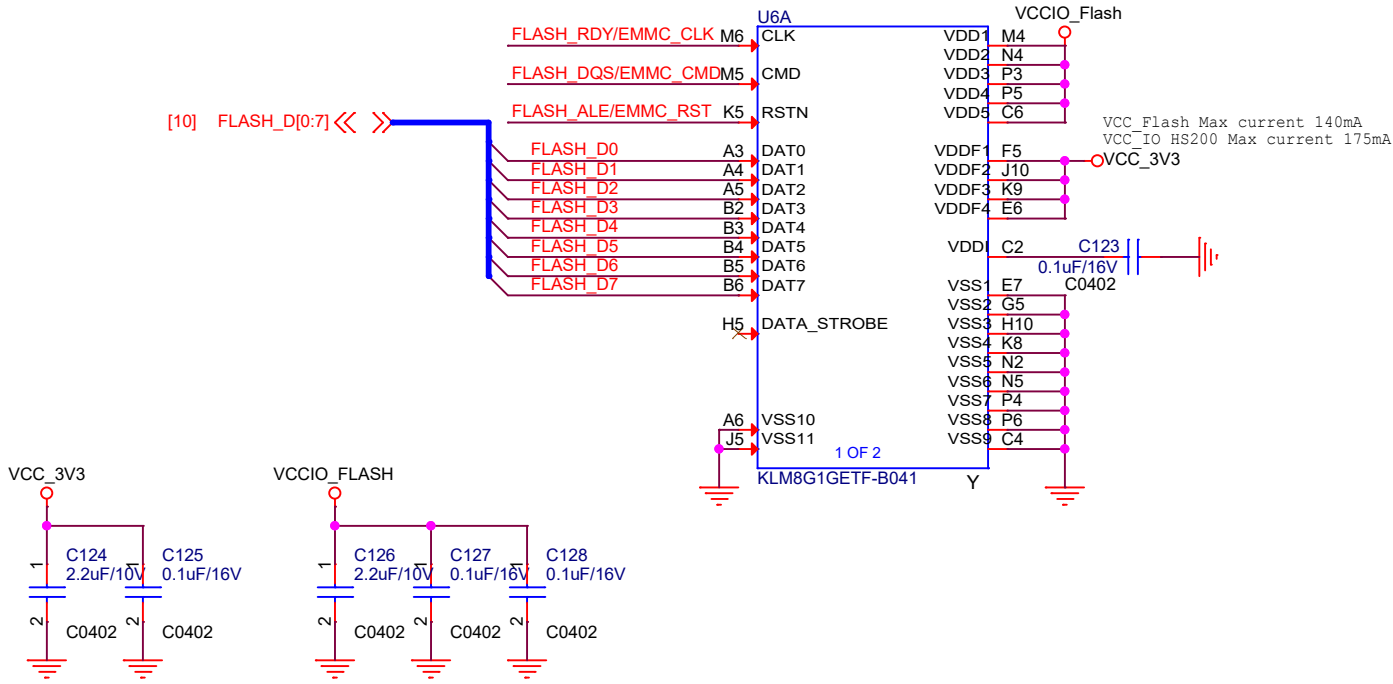 U6A
VCCIO_Flash
FLASH_RDY/EMMC_CLK M6 CLK VDD1 M4
VDD2 N4
FLASH_DQS/EMMC_CMD M5 CMD VDD3 P3
VDD4 P5
FLASH_ALE/EMMC_RST K5 RSTN VDD5 C6
[10] FLASH_D[0:7]
VCC_Flash Max current 140mA
VCC_IO HS200 Max current 175mA
FLASH_D0 A3 DAT0 VDDF1 F5 VCC_3V3
FLASH_D1 A4 DAT1 VDDF2 J10
FLASH_D2 A5 DAT2 VDDF3 K9
FLASH_D3 B2 DAT3 VDDF4 E6
FLASH_D4 B3 DAT4
FLASH_D5 B4 DAT5 VDDI C2 C123
FLASH_D6 B5 DAT6 0.1uF/16V
FLASH_D7 B6 DAT7 VSS1 E7 C0402
VSS2 G5
H5 DATA_STROBE VSS3 H10
VSS4 K8
VSS5 N2
VSS6 N5
VSS7 P4
A6 VSS10 VSS8 P6
J5 VSS11 VSS9 C4
1 OF 2
KLM8G1GETF-B041 Y
VCC_3V3 VCCIO_FLASH
1 C124 1 C125 1 C126 1 C127 1 C128
2.2uF/10V 0.1uF/16V 2.2uF/10V 0.1uF/16V 0.1uF/16V
2 C0402 2 C0402 2 C0402 2 C0402 2 C0402